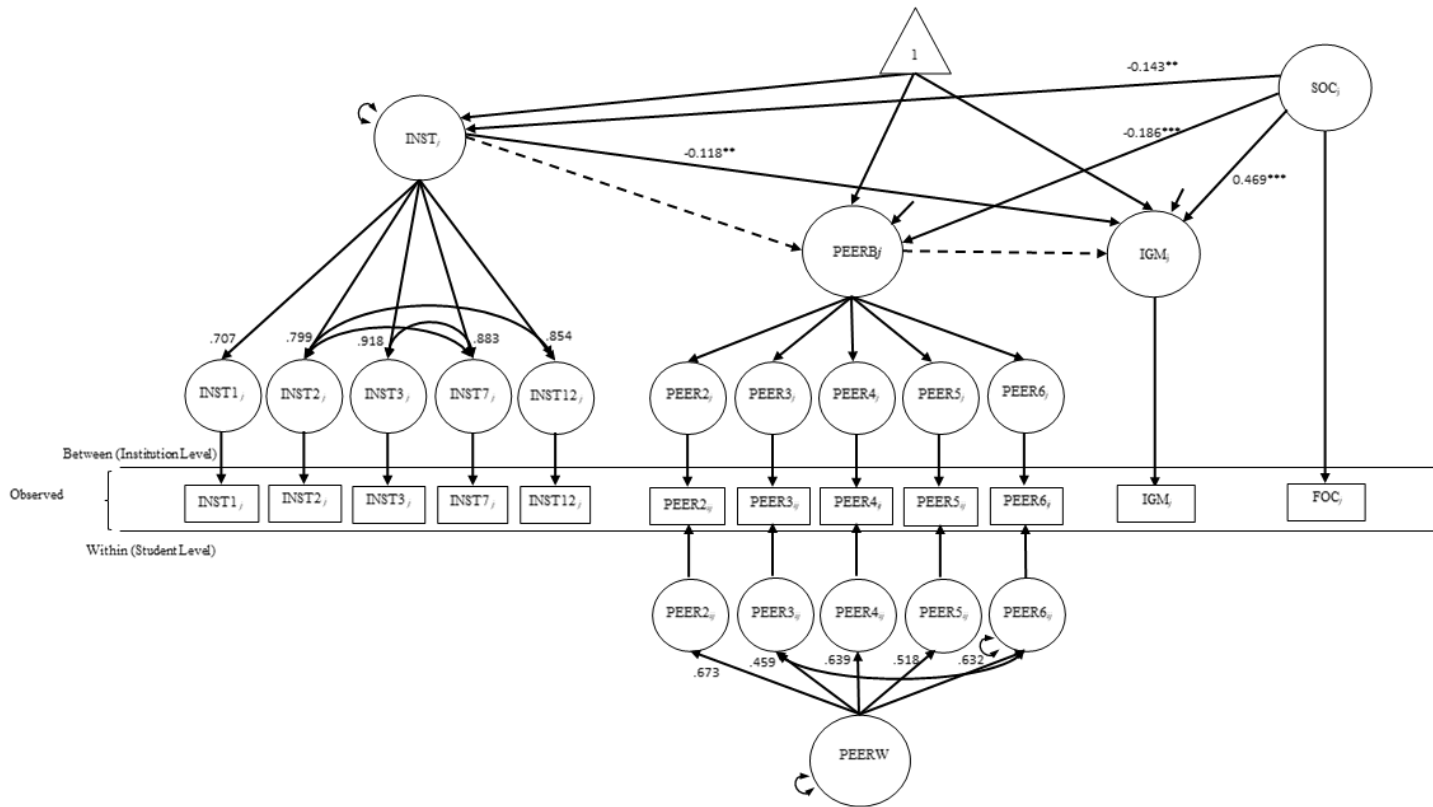 1
-0.143**
SOCj
INSTj
-0.186***
-0.118**
0.469***
PEERBj
IGMj
.707
.799
.918
.883
.854
INST1j
INST2j
INST3j
INST7j
INST12j
PEER2j
PEER3j
PEER4j
PEER5j
PEER6j
Between (Institution Level)
Observed
INST1j
INST2j
INST3j
INST7j
INST12j
PEER2ij
PEER3ij
PEER4ij
PEER5ij
PEER6ij
IGMj
FOCj
Within (Student Level)
PEER2ij
PEER3ij
PEER4ij
PEER5ij
PEER6ij
.673
.459
.639
.518
.632
PEERW